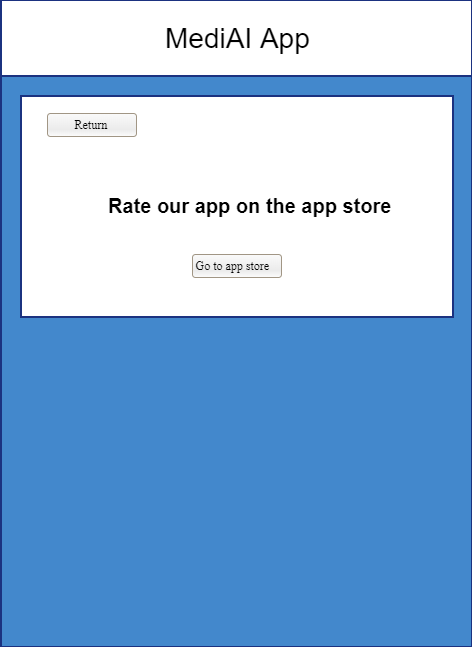 MediAI App
Return
Rate our app on the app store
Go to app store